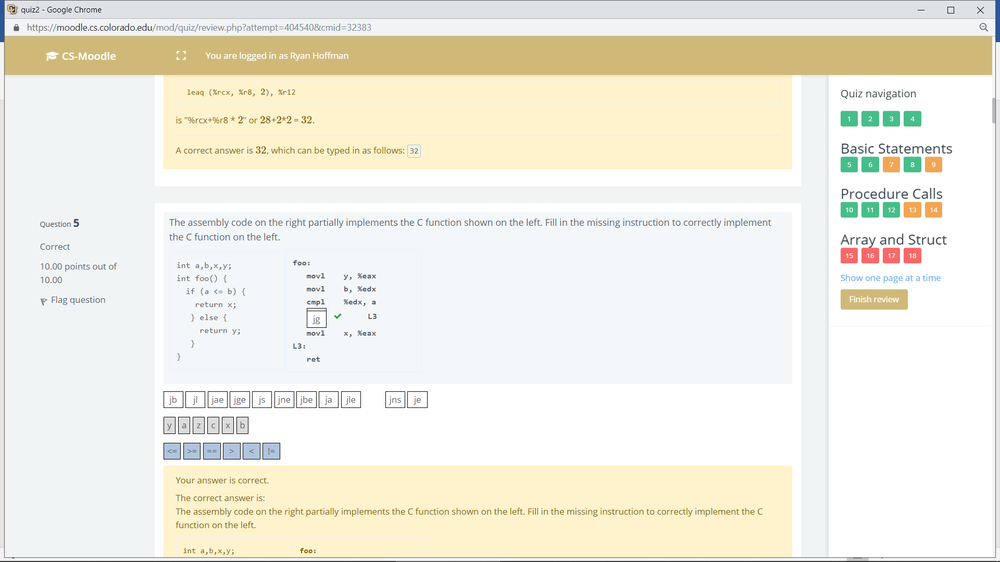 quiz2 - Google Chrome
https://moodle.cs.colorado.edu/mod/quiz/review.php?attempt=404540&cmid=32383
CS-Moodle
You are logged in as Ryan Hoffman
leaq (%rcx, %r8, 2), %r12
is "%rcx+%r8 * 2" or 28+2*2 = 32.
A correct answer is 32, which can be typed in as follows: 32
Question 5
Correct
10.00 points out of
10.00
Flag question
The assembly code on the right partially implements the C function shown on the left. Fill in the missing instruction to correctly implement
the C function on the left.
int a,b,x,y;
int foo() {
if (a <= b) {
return x;
} else {
return y;
}
}
foo:
movl y, %eax
movl b, %edx
cmpl %edx, a
jg L3
movl x, %eax
L3:
ret
jb jl jae jge js jne jbe ja jle jns je
y a z c x b
<= >= == > < !=
Your answer is correct.
The correct answer is:
The assembly code on the right partially implements the C function shown on the left. Fill in the missing instruction to correctly implement the C
function on the left.
int a,b,x,y;
foo:
Quiz navigation
1 2 3 4
Basic Statements
5 6 7 8 9
Procedure Calls
10 11 12 13 14
Array and Struct
15 16 17 18
Show one page at a time
Finish review